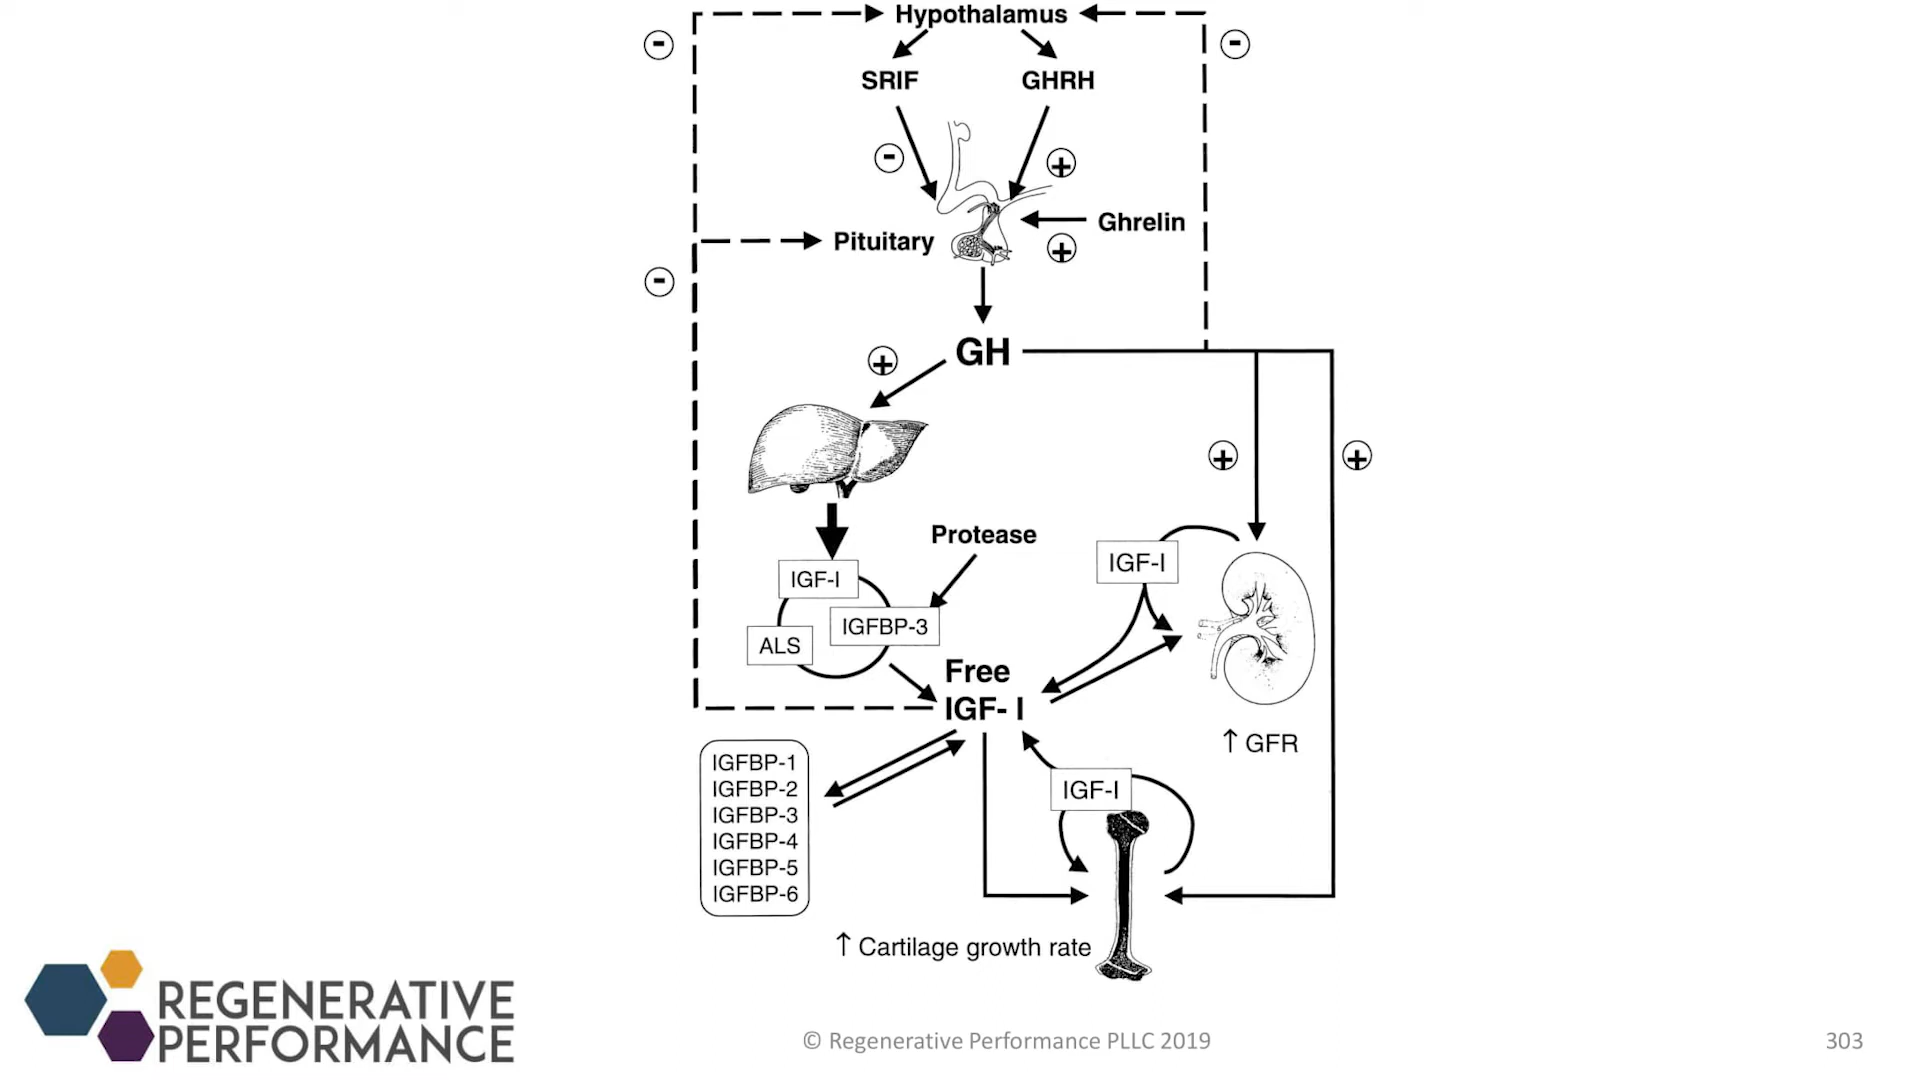 Hypothalamus
SRIF
GHRH
-
-
-
+
Ghrelin
Pituitary
+
-
GH
+
+
+
Protease
IGF-I
IGF-I
IGFBP-3
ALS
Free
IGF- I
↑ GFR
IGFBP-1
IGFBP-2
IGFBP-3
IGFBP-4
IGFBP-5
IGFBP-6
IGF-I
↑ Cartilage growth rate
REGENERATIVE
PERFORMANCE
© Regenerative Performance PLLC 2019
303